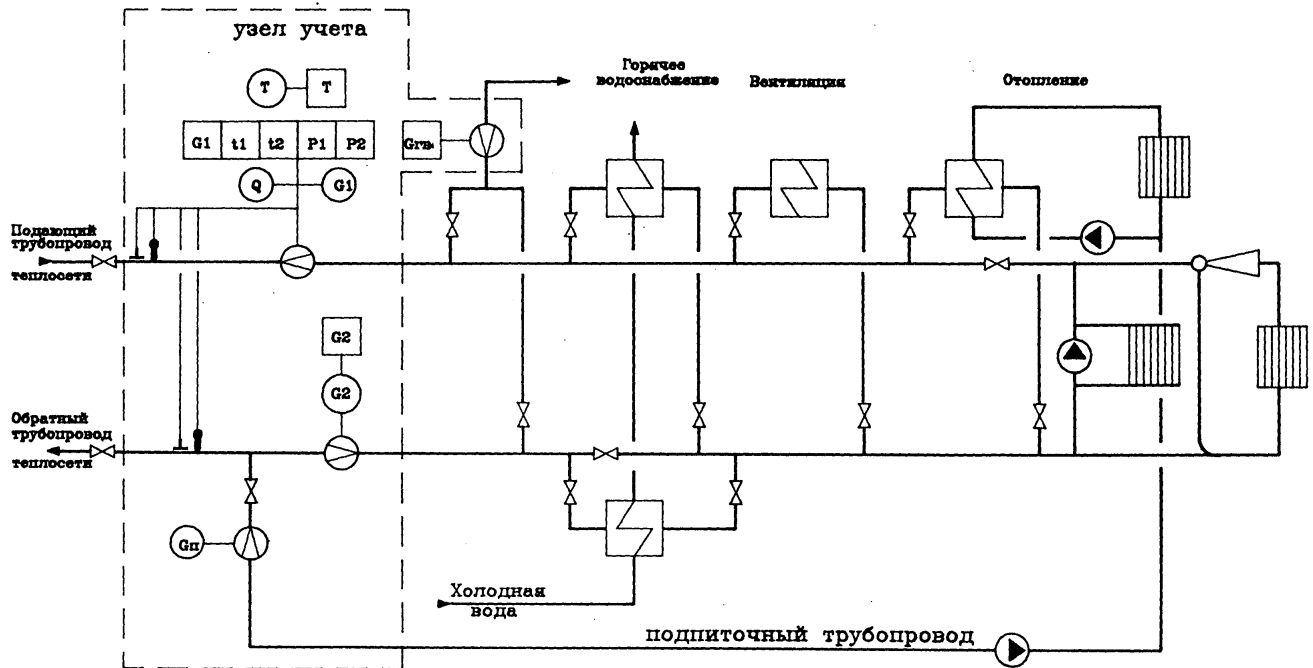 узел учета
Т Т
G1 t1 t2 P1 P2
Gгв.
Q G1
Горячее
водоснабжение
Вентиляция
Отопление
Подающий
трубопровод
теплосети
G2
G2
Обратный
трубопровод
теплосети
Gп
Холодная
вода
подпиточный трубопровод